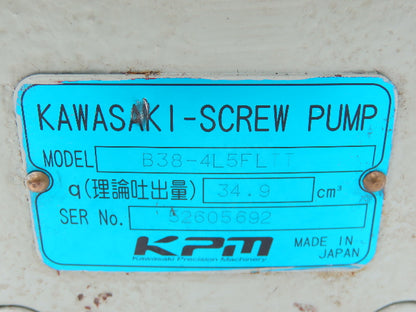 KAWASAKI-SCREW PUMP
MODEL B38-4L5FLTT
q(理論吐出量) 34.9 cm³
SER No. 52605692
KPM MADE IN
Kawasaki Precision Machinery JAPAN